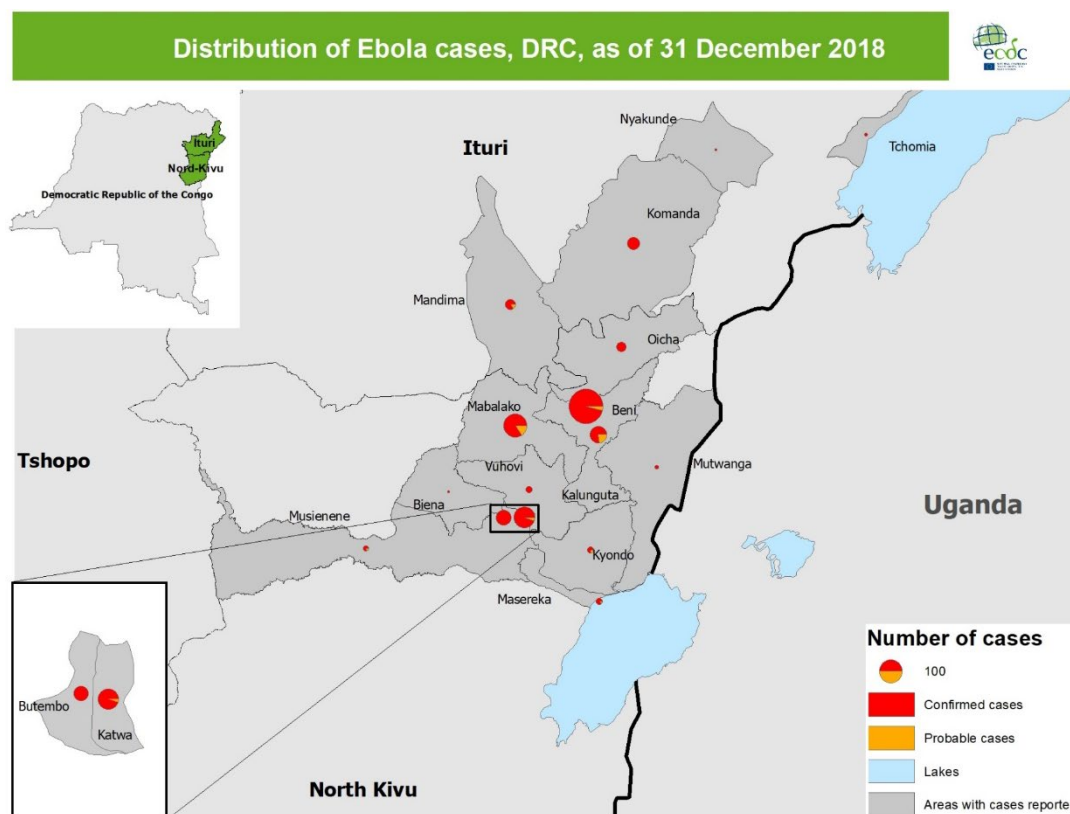 Distribution of Ebola cases, DRC, as of 31 December 2018
ecdc
Ituri
Nord-Kivu
Democratic Republic of the Congo
Nyakunde
Ituri
Tchomia
Komanda
Mandima
Oicha
Mabalako
Beni
Tshopo
Vuhovi
Mutwanga
Kalunguta
Biena
Uganda
Musienene
Kyondo
Masereka
Butembo
Katwa
North Kivu
Number of cases
100
Confirmed cases
Probable cases
Lakes
Areas with cases reporte